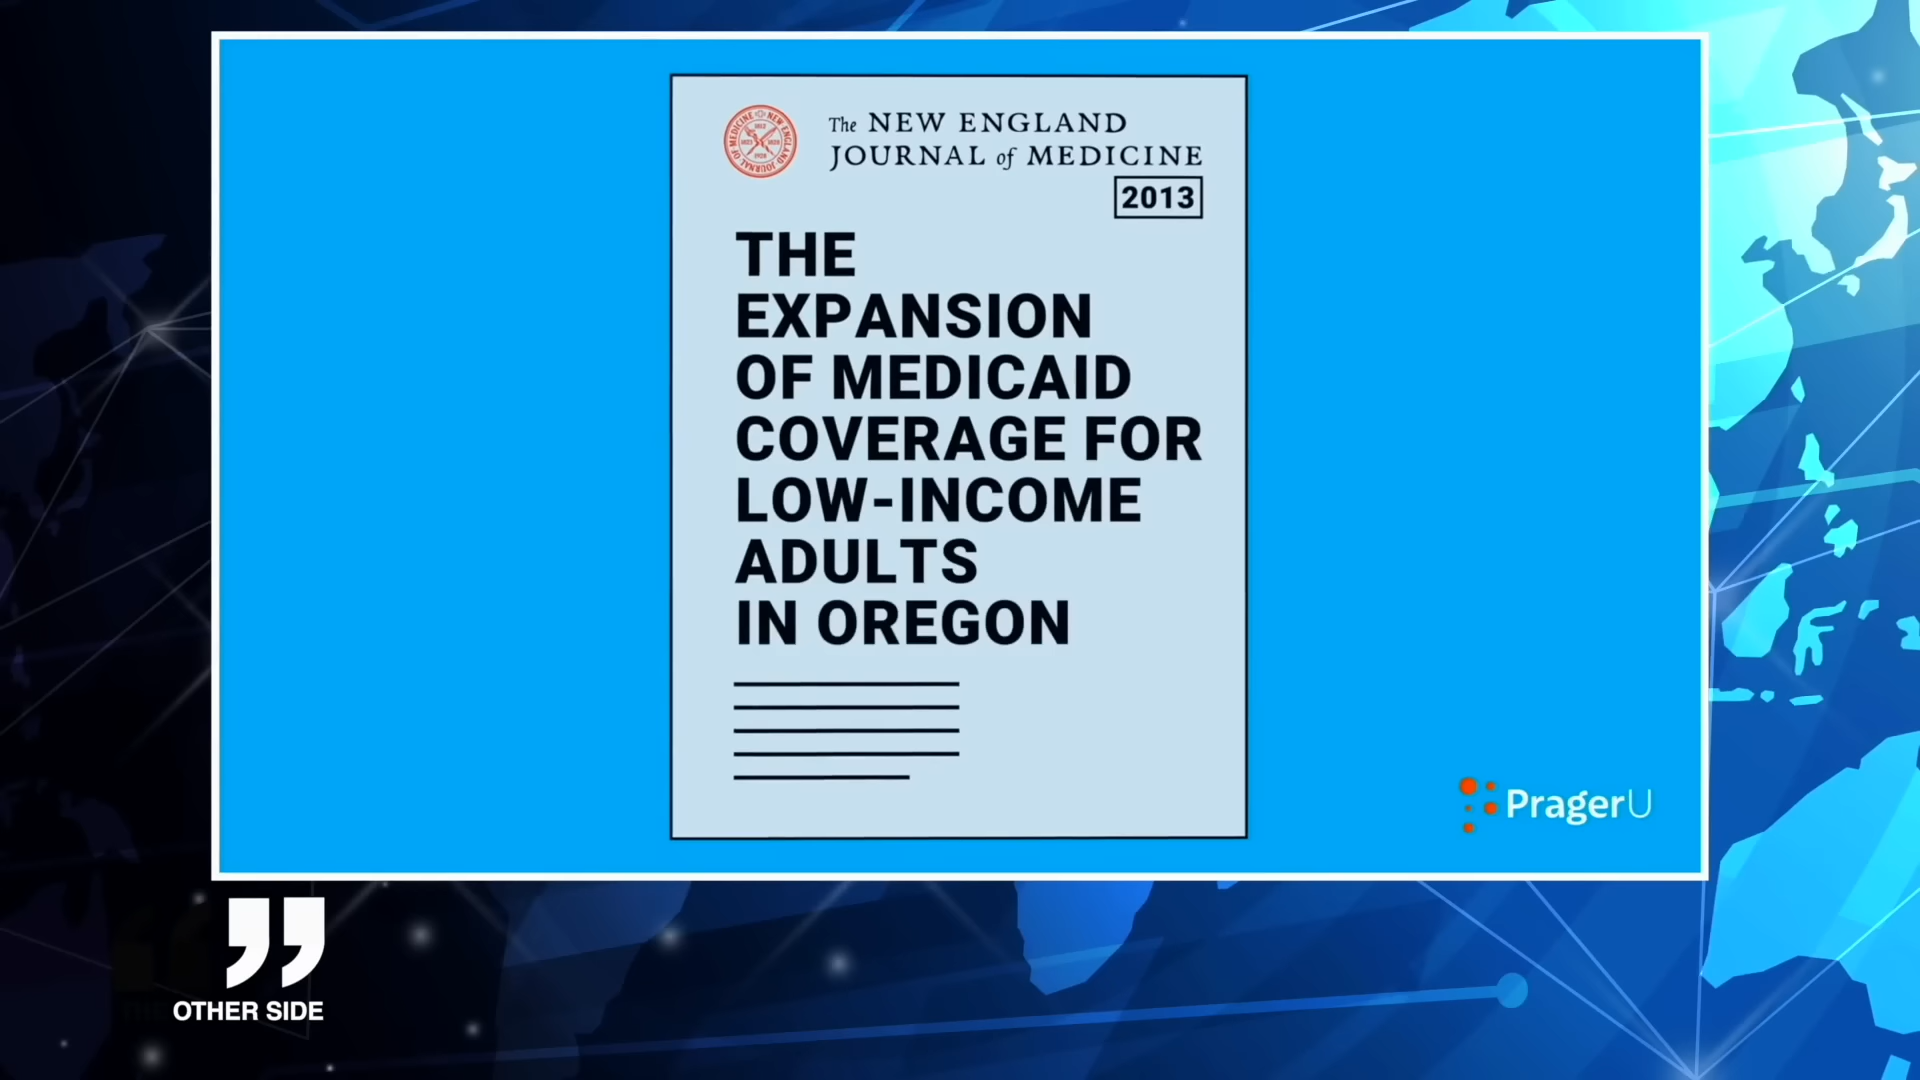 The NEW ENGLAND
JOURNAL of MEDICINE
2013
THE
EXPANSION
OF MEDICAID
COVERAGE FOR
LOW-INCOME
ADULTS
IN OREGON
PragerU
”
THE OTHER SIDE